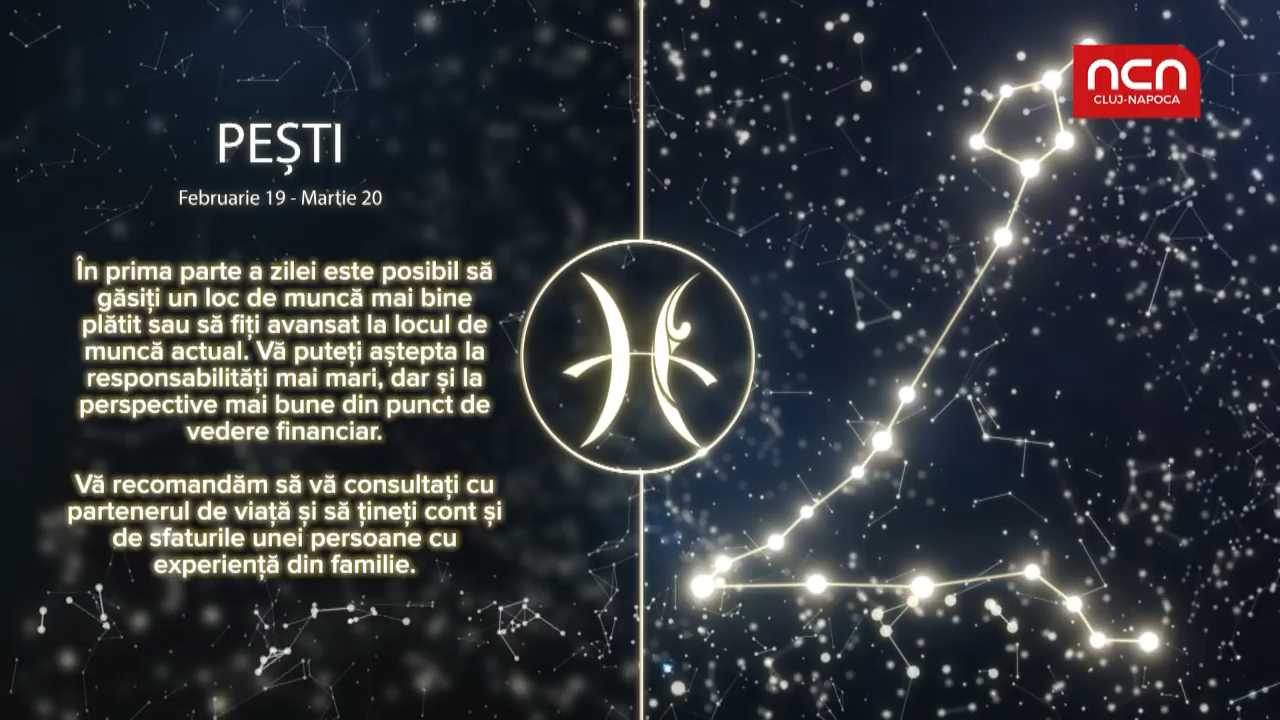 NCN
CLUJ-NAPOCA
PEȘTI
Februarie 19 - Martie 20
În prima parte a zilei este posibil să
găsiți un loc de muncă mai bine
plătit sau să fiți avansat la locul de
muncă actual. Vă puteți aștepta la
responsabilități mai mari, dar și la
perspective mai bune din punct de
vedere financiar.
Vă recomandăm să vă consultați cu
partenerul de viață și să țineți cont și
de sfaturile unei persoane cu
experiență din familie.